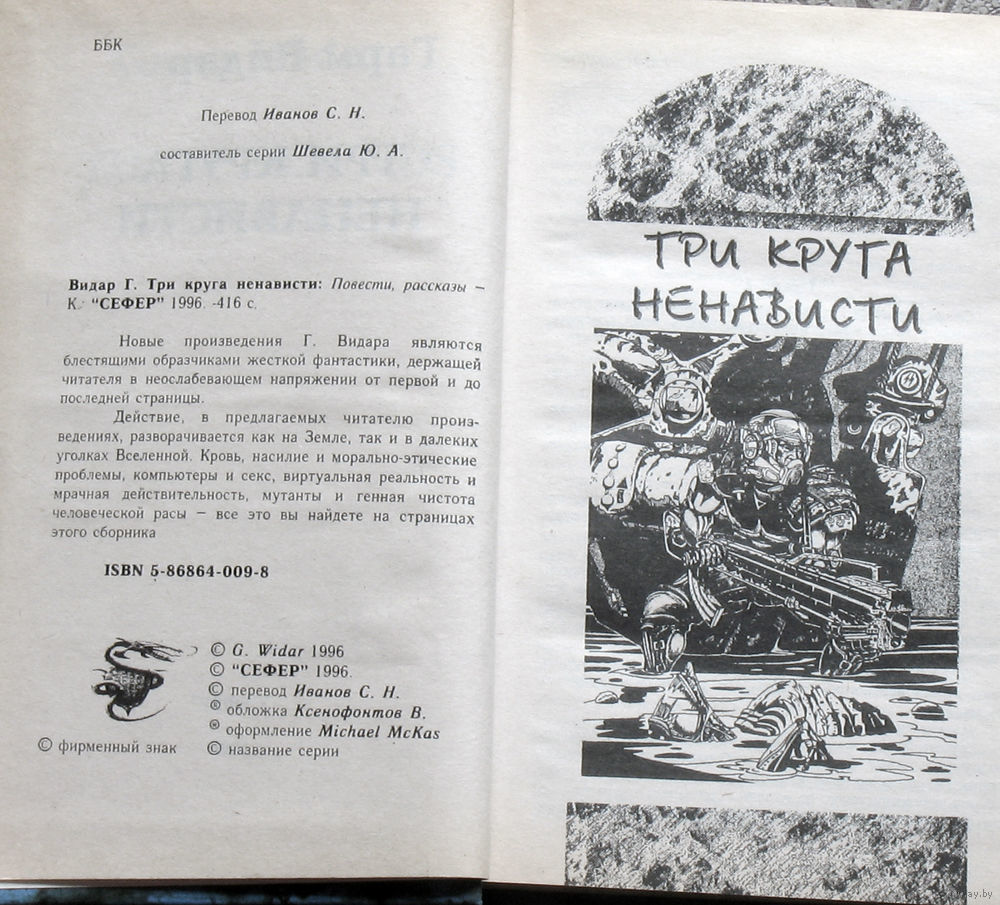 ББК
Перевод Иванов С. Н.
составитель серии Шевела Ю. А.
Видар Г. Три круга ненависти: Повести, рассказы –
К. "СЕФЕР" 1996. -416 с.
Новые произведения Г. Видара являются
блестящими образчиками жесткой фантастики, держащей
читателя в неослабевающем напряжении от первой и до
последней страницы.
Действие, в предлагаемых читателю произ-
ведениях, разворачивается как на Земле, так и в далеких
уголках Вселенной. Кровь, насилие и морально-этические
проблемы, компьютеры и секс, виртуальная реальность и
мрачная действительность, мутанты и генная чистота
человеческой расы – все это вы найдете на страницах
этого сборника
ISBN 5-86864-009-8
© G. Widar 1996
© "СЕФЕР" 1996.
© перевод Иванов С. Н.
® обложка Ксенофонтов В.
® оформление Michael McKas
© фирменный знак © название серии
ТРИ КРУГА
НЕНАВИСТИ